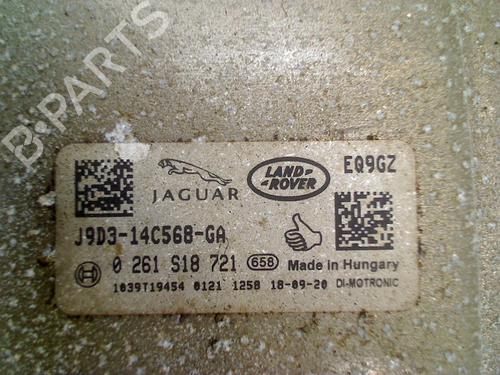 B-Parts
JAGUAR
LAND-
-ROVER
EQ9GZ
J9D3-14C568-GA
0 261 S18 721 658 Made in Hungary
1039T19454 0121 1258 18-09-20 DI-MOTRONIC